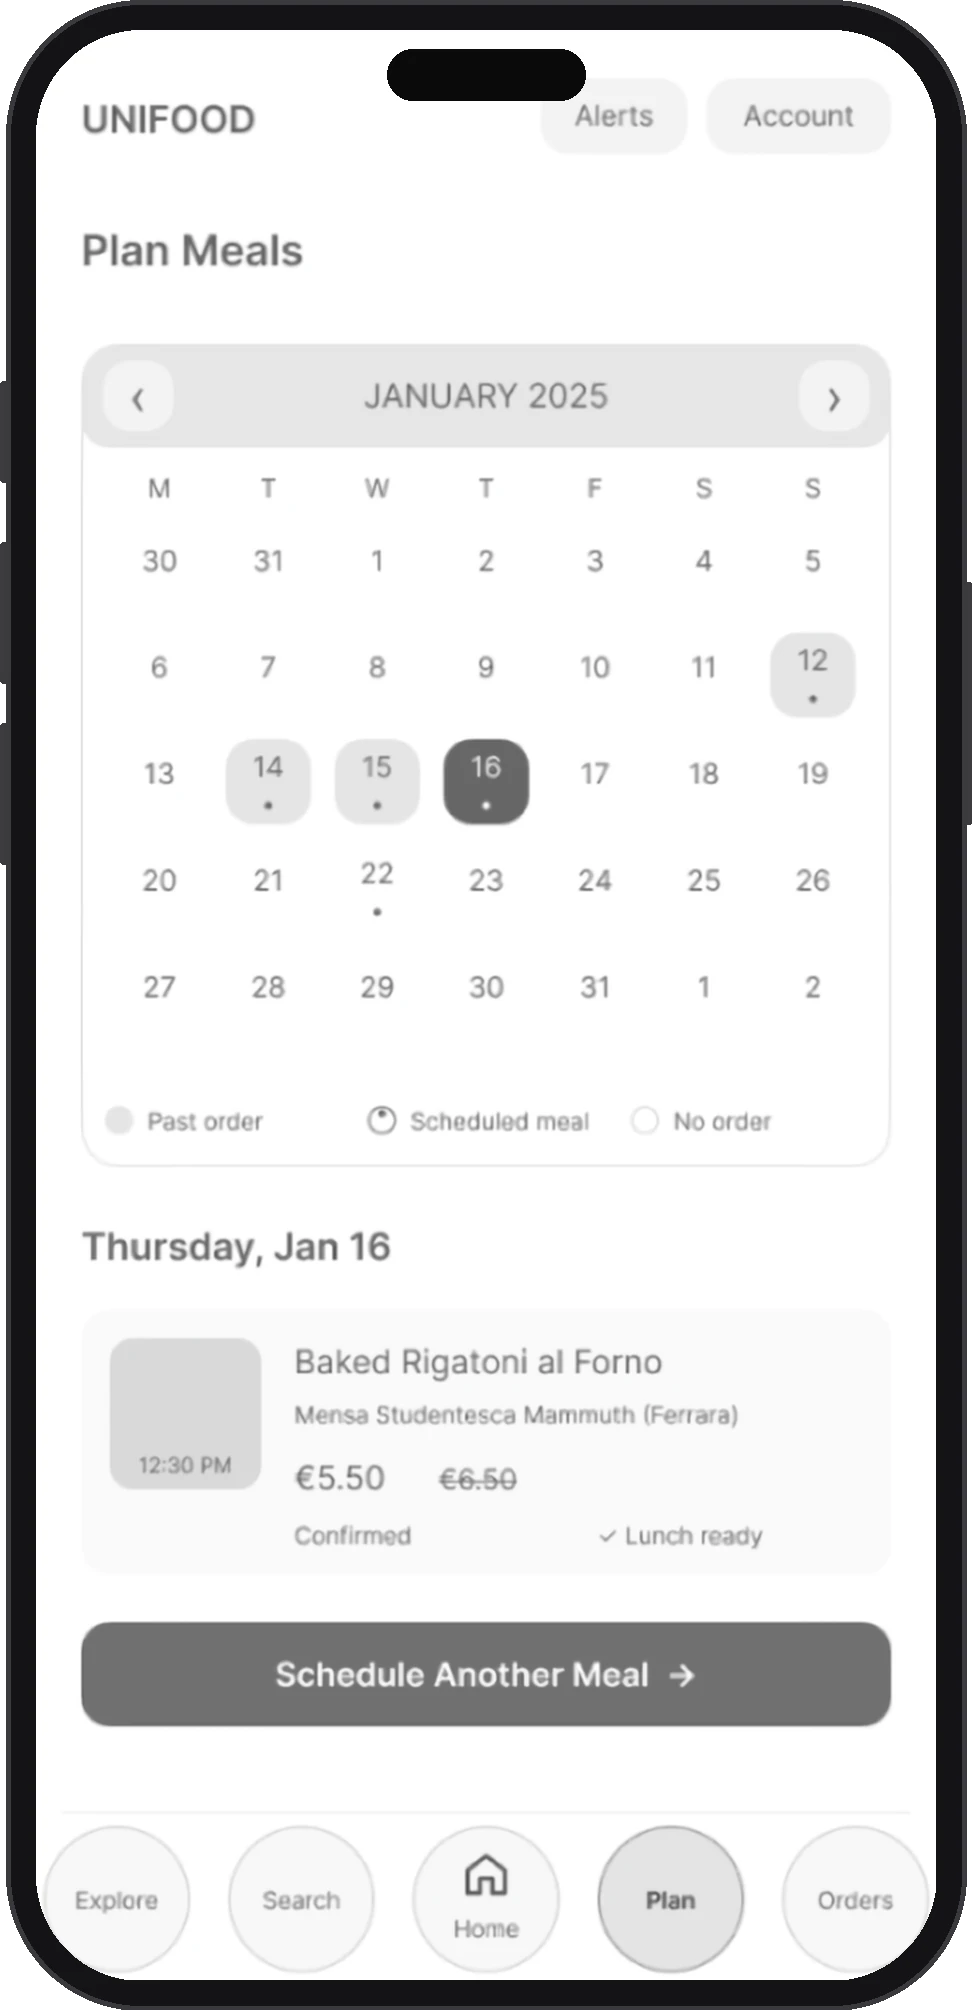 UNIFOOD Alerts Account
Plan Meals
‹ JANUARY 2025 ›
M T W T F S S
30 31 1 2 3 4 5
6 7 8 9 10 11 12
13 14 15 16 17 18 19
20 21 22 23 24 25 26
27 28 29 30 31 1 2
Past order Scheduled meal No order
Thursday, Jan 16
Baked Rigatoni al Forno
Mensa Studentesca Mammuth (Ferrara)
12:30 PM
€5.50 €6.50
Confirmed ✓ Lunch ready
Schedule Another Meal →
Explore Search Home Plan Orders